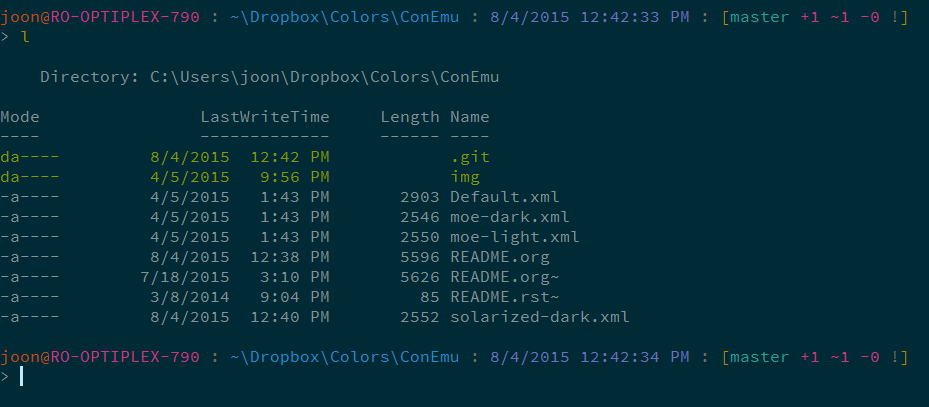 joon@RO-OPTIPLEX-790 : ~\Dropbox\Colors\ConEmu : 8/4/2015 12:42:33 PM : [master +1 ~1 -0 !]
> l
    Directory: C:\Users\joon\Dropbox\Colors\ConEmu
Mode                LastWriteTime     Length Name
----                -------------     ------ ----
da----         8/4/2015  12:42 PM            .git
da----         4/5/2015   9:56 PM            img
-a----         4/5/2015   1:43 PM       2903 Default.xml
-a----         4/5/2015   1:43 PM       2546 moe-dark.xml
-a----         4/5/2015   1:43 PM       2550 moe-light.xml
-a----         8/4/2015  12:38 PM       5596 README.org
-a----        7/18/2015   3:10 PM       5626 README.org~
-a----         3/8/2014   9:04 PM         85 README.rst~
-a----         8/4/2015  12:40 PM       2552 solarized-dark.xml
joon@RO-OPTIPLEX-790 : ~\Dropbox\Colors\ConEmu : 8/4/2015 12:42:34 PM : [master +1 ~1 -0 !]
>